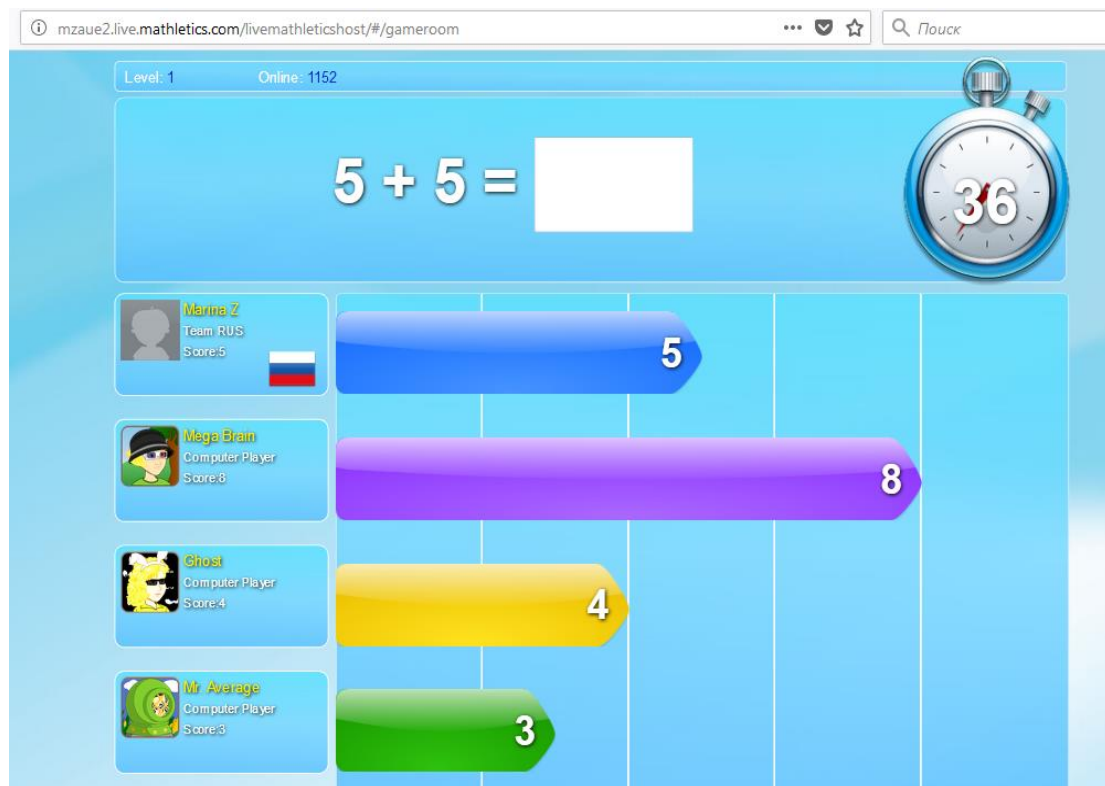 mzaue2.live.mathletics.com/livemathleticshost/#/gameroom
Поиск
Level: 1 Online: 1152
5 + 5 =
36
Marina Z
Team RUS
Score:5
5
Mega Brain
Computer Player
Score:8
8
Ghost
Computer Player
Score:4
4
Mr. Average
Computer Player
Score:3
3